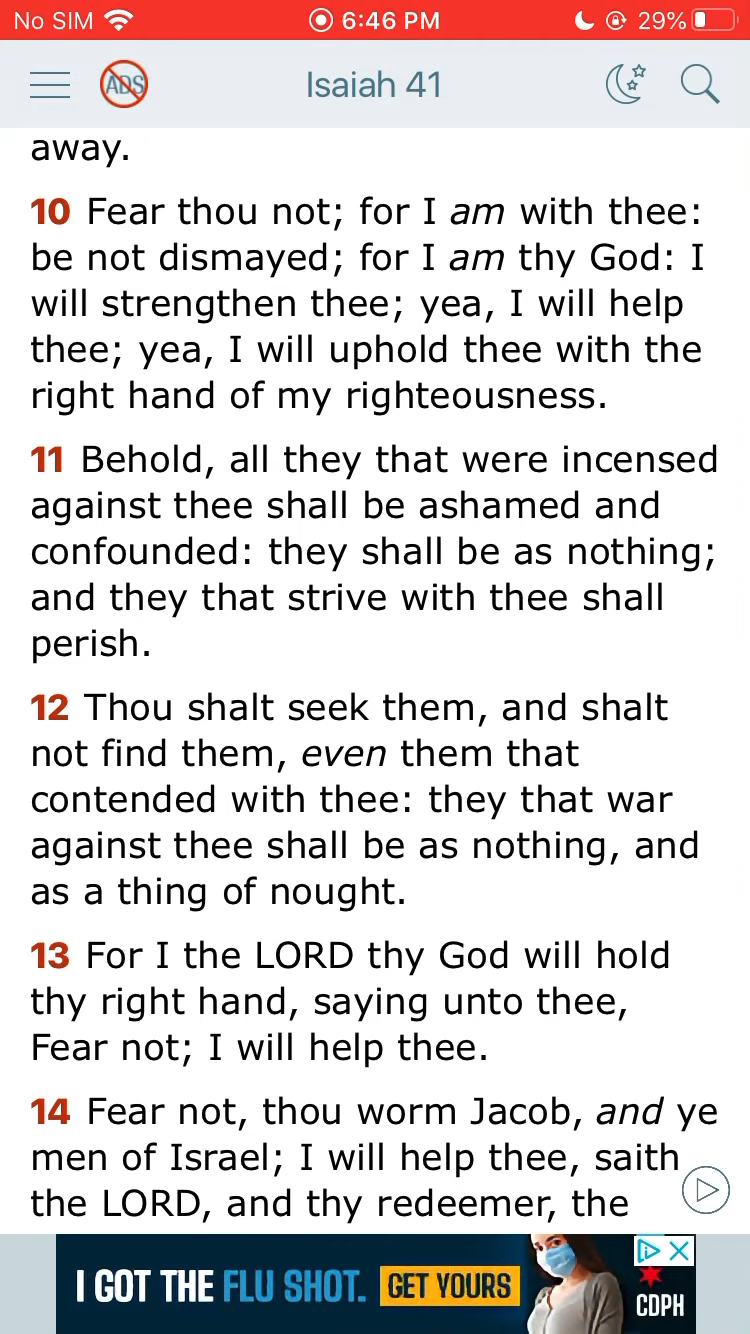 No SIM 6:46 PM 29%
ADS Isaiah 41
away.
10 Fear thou not; for I am with thee:
be not dismayed; for I am thy God: I
will strengthen thee; yea, I will help
thee; yea, I will uphold thee with the
right hand of my righteousness.
11 Behold, all they that were incensed
against thee shall be ashamed and
confounded: they shall be as nothing;
and they that strive with thee shall
perish.
12 Thou shalt seek them, and shalt
not find them, even them that
contended with thee: they that war
against thee shall be as nothing, and
as a thing of nought.
13 For I the LORD thy God will hold
thy right hand, saying unto thee,
Fear not; I will help thee.
14 Fear not, thou worm Jacob, and ye
men of Israel; I will help thee, saith
the LORD, and thy redeemer, the
I GOT THE FLU SHOT. GET YOURS
CDPH